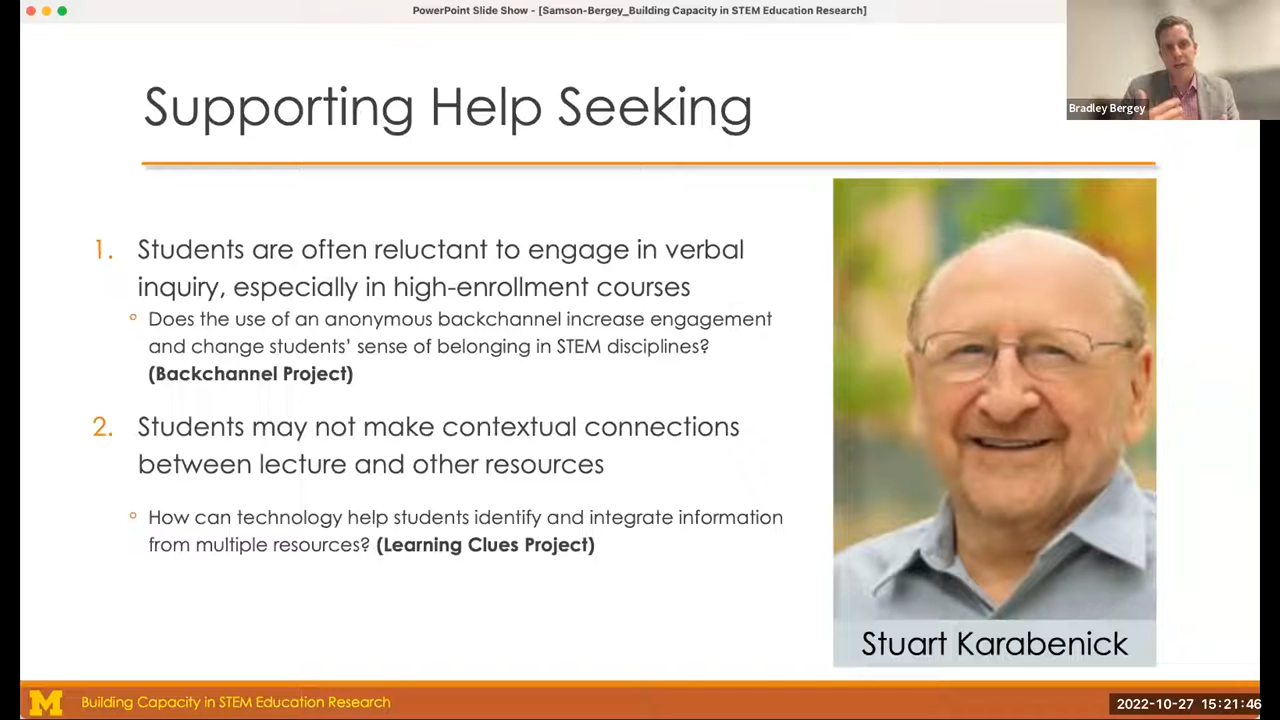 PowerPoint Slide Show - [Samson-Bergey_Building Capacity in STEM Education Research]
Bradley Bergey
Supporting Help Seeking
1. Students are often reluctant to engage in verbal
inquiry, especially in high-enrollment courses
° Does the use of an anonymous backchannel increase engagement
and change students’ sense of belonging in STEM disciplines?
(Backchannel Project)
2. Students may not make contextual connections
between lecture and other resources
° How can technology help students identify and integrate information
from multiple resources? (Learning Clues Project)
Stuart Karabenick
M Building Capacity in STEM Education Research
2022-10-27 15:21:46